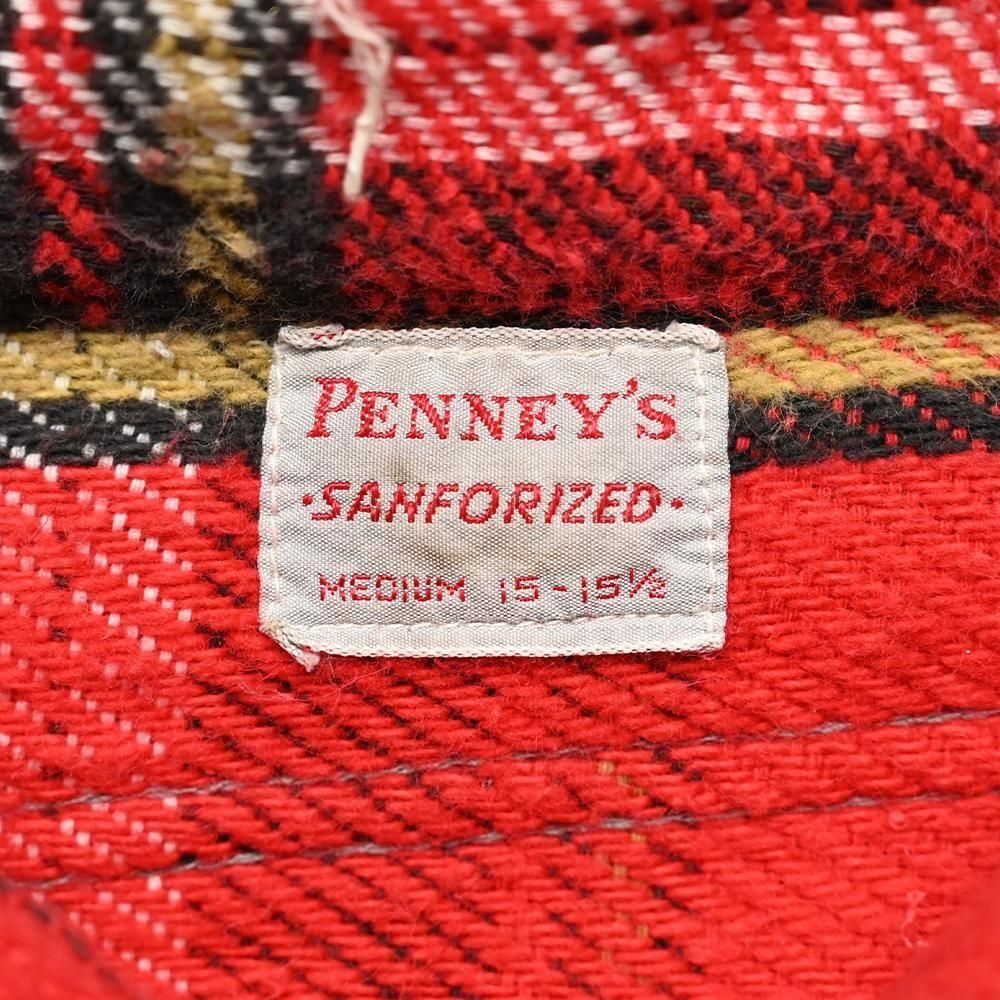 PENNEY'S
·SANFORIZED·
MEDIUM 15-15½